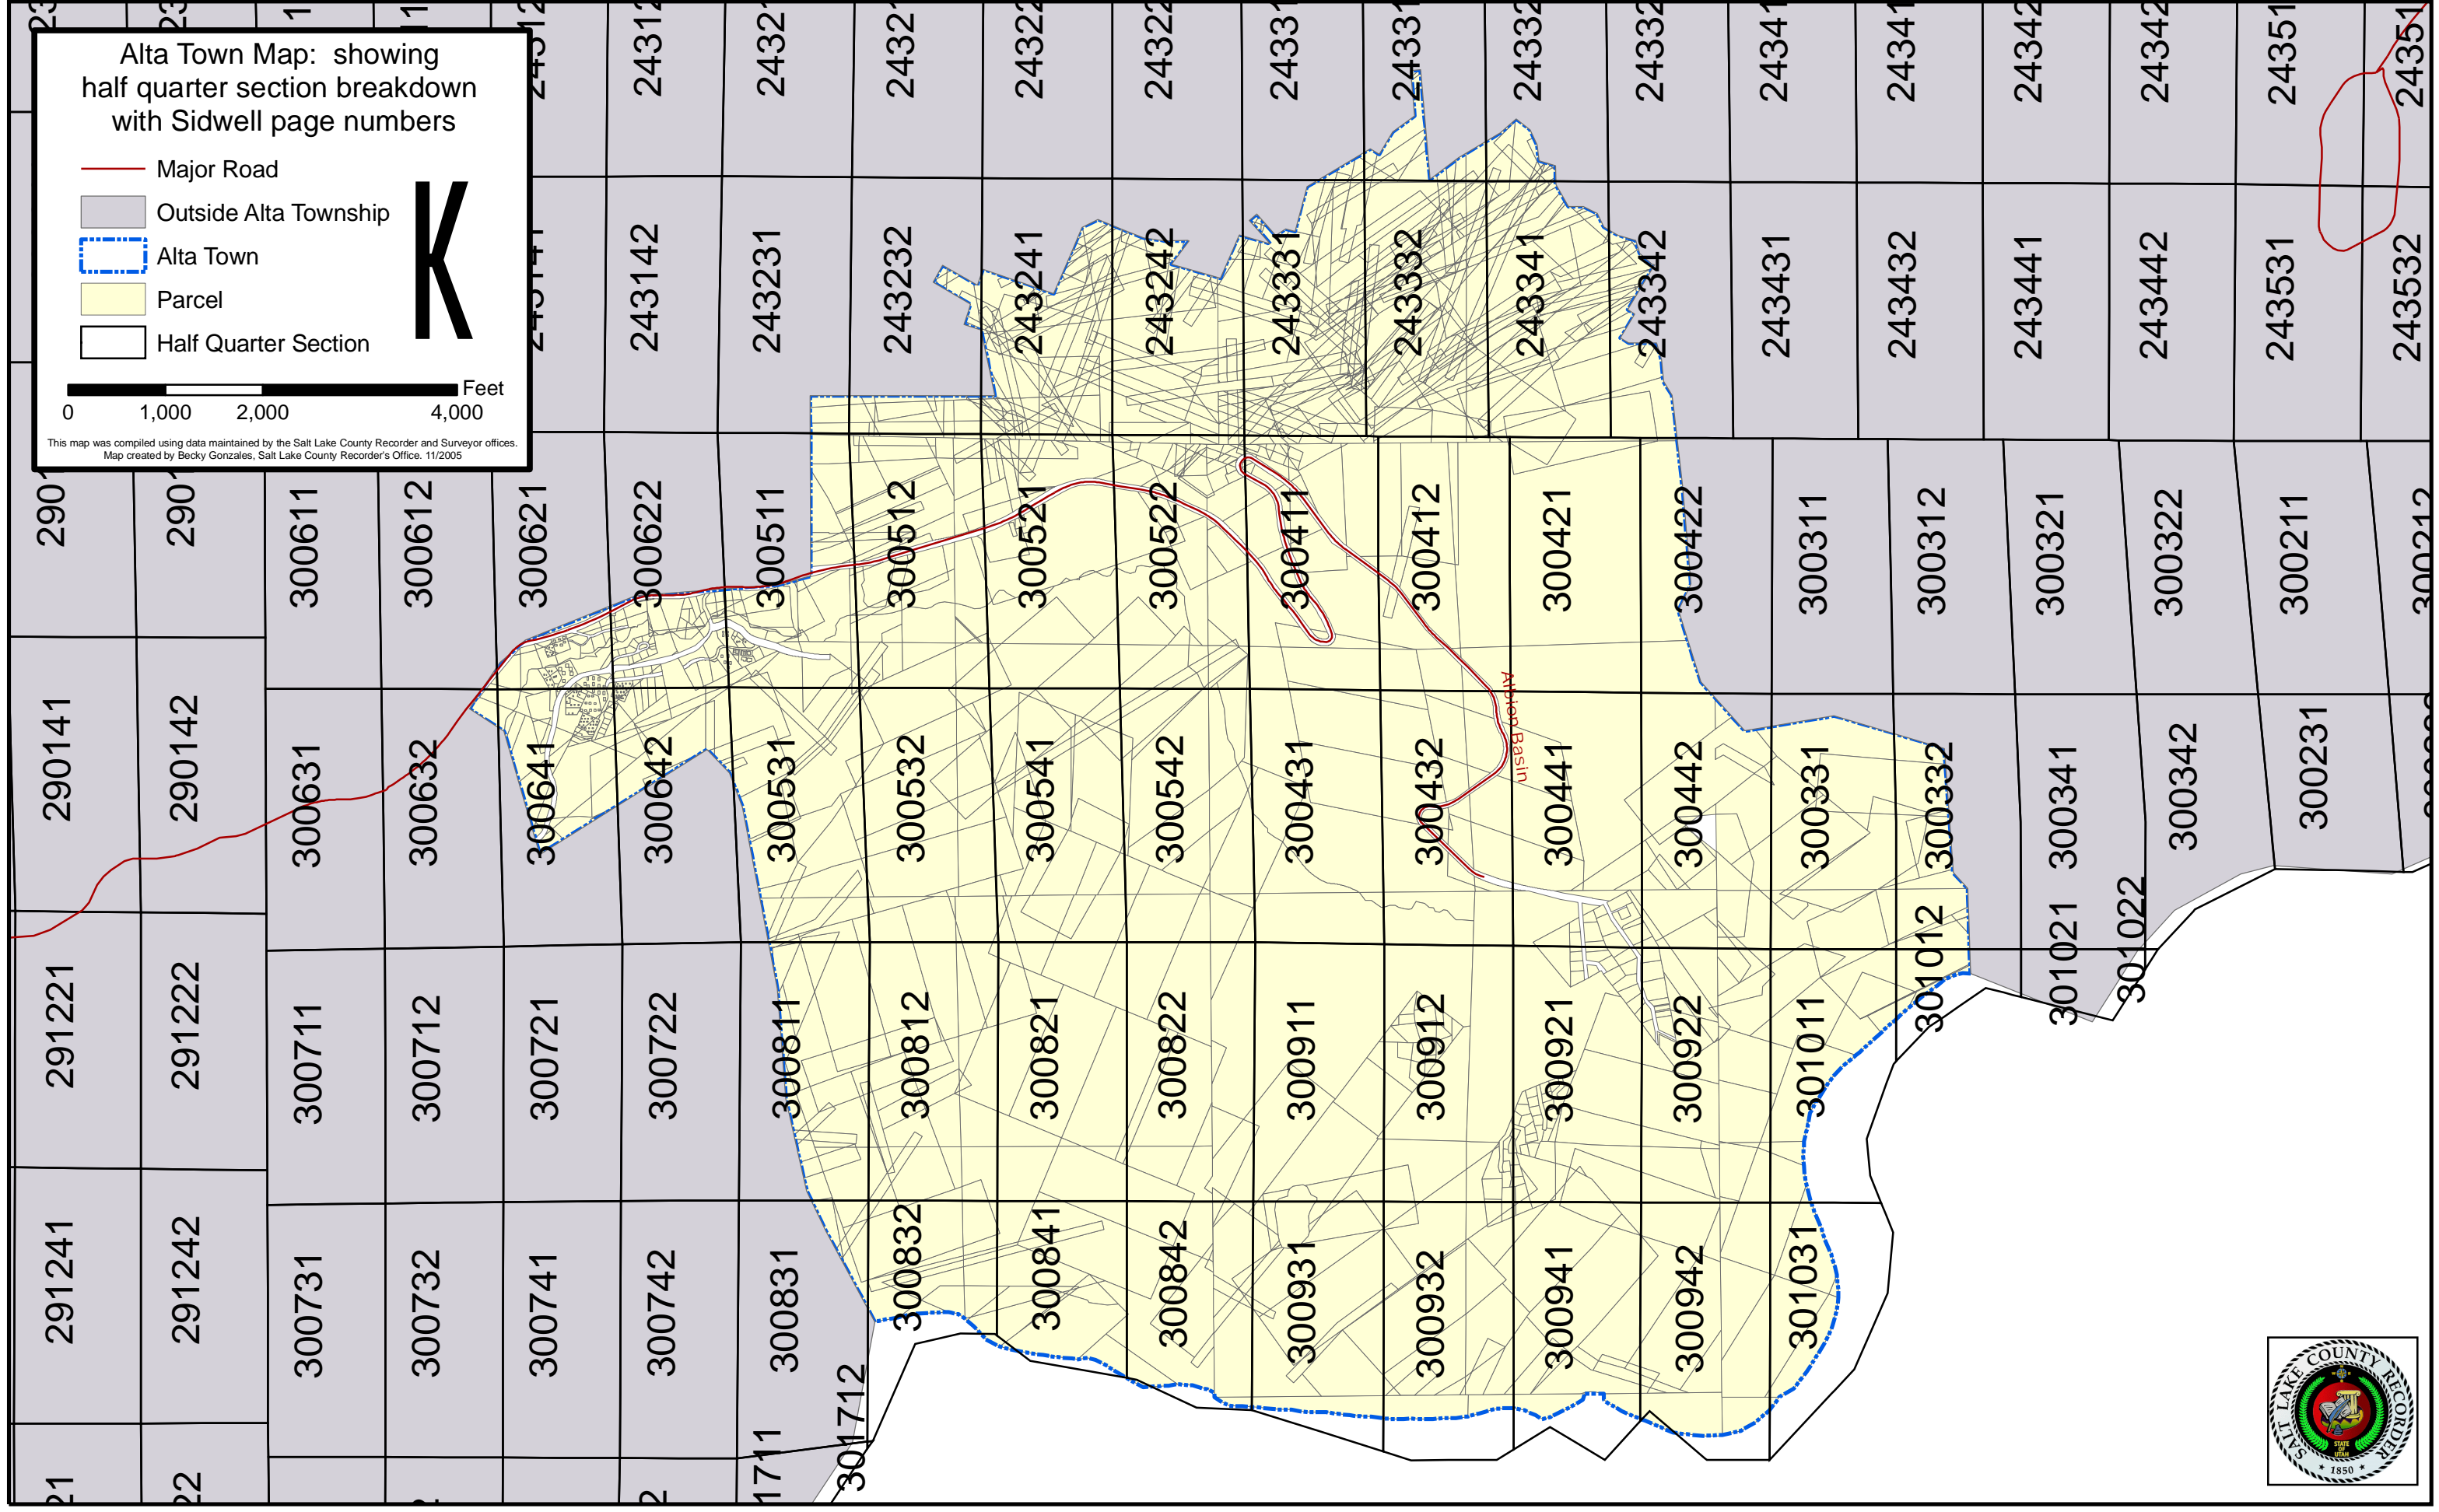 Alta Town Map: showing
half quarter section breakdown
with Sidwell page numbers
Major Road
Outside Alta Township
Alta Town
Parcel
Half Quarter Section
K
Feet
0 1,000 2,000 4,000
This map was compiled using data maintained by the Salt Lake County Recorder and Surveyor offices.
Map created by Becky Gonzales, Salt Lake County Recorder's Office. 11/2005
243142 243231 243232 243241 243242 243331 243332 243341 243342 243431 243432 243441 243442 243531 243532
300611 300612 300621 300622 300511 300512 300521 300522 300411 300412 300421 300422 300311 300312 300321 300322 300211 300212
Albion Basin
290141 290142 300631 300632 300641 300642 300531 300532 300541 300542 300431 300432 300441 300442 300331 300332 300341 300342 300231
291221 291222 300711 300712 300721 300722 300811 300812 300821 300822 300911 300912 300921 300922 301011 301012 301021 301022
291241 291242 300731 300732 300741 300742 300831 300832 300841 300842 300931 300932 300941 300942 301031
1711 301712
SALT LAKE COUNTY RECORDER
STATE
OF
UTAH
1850